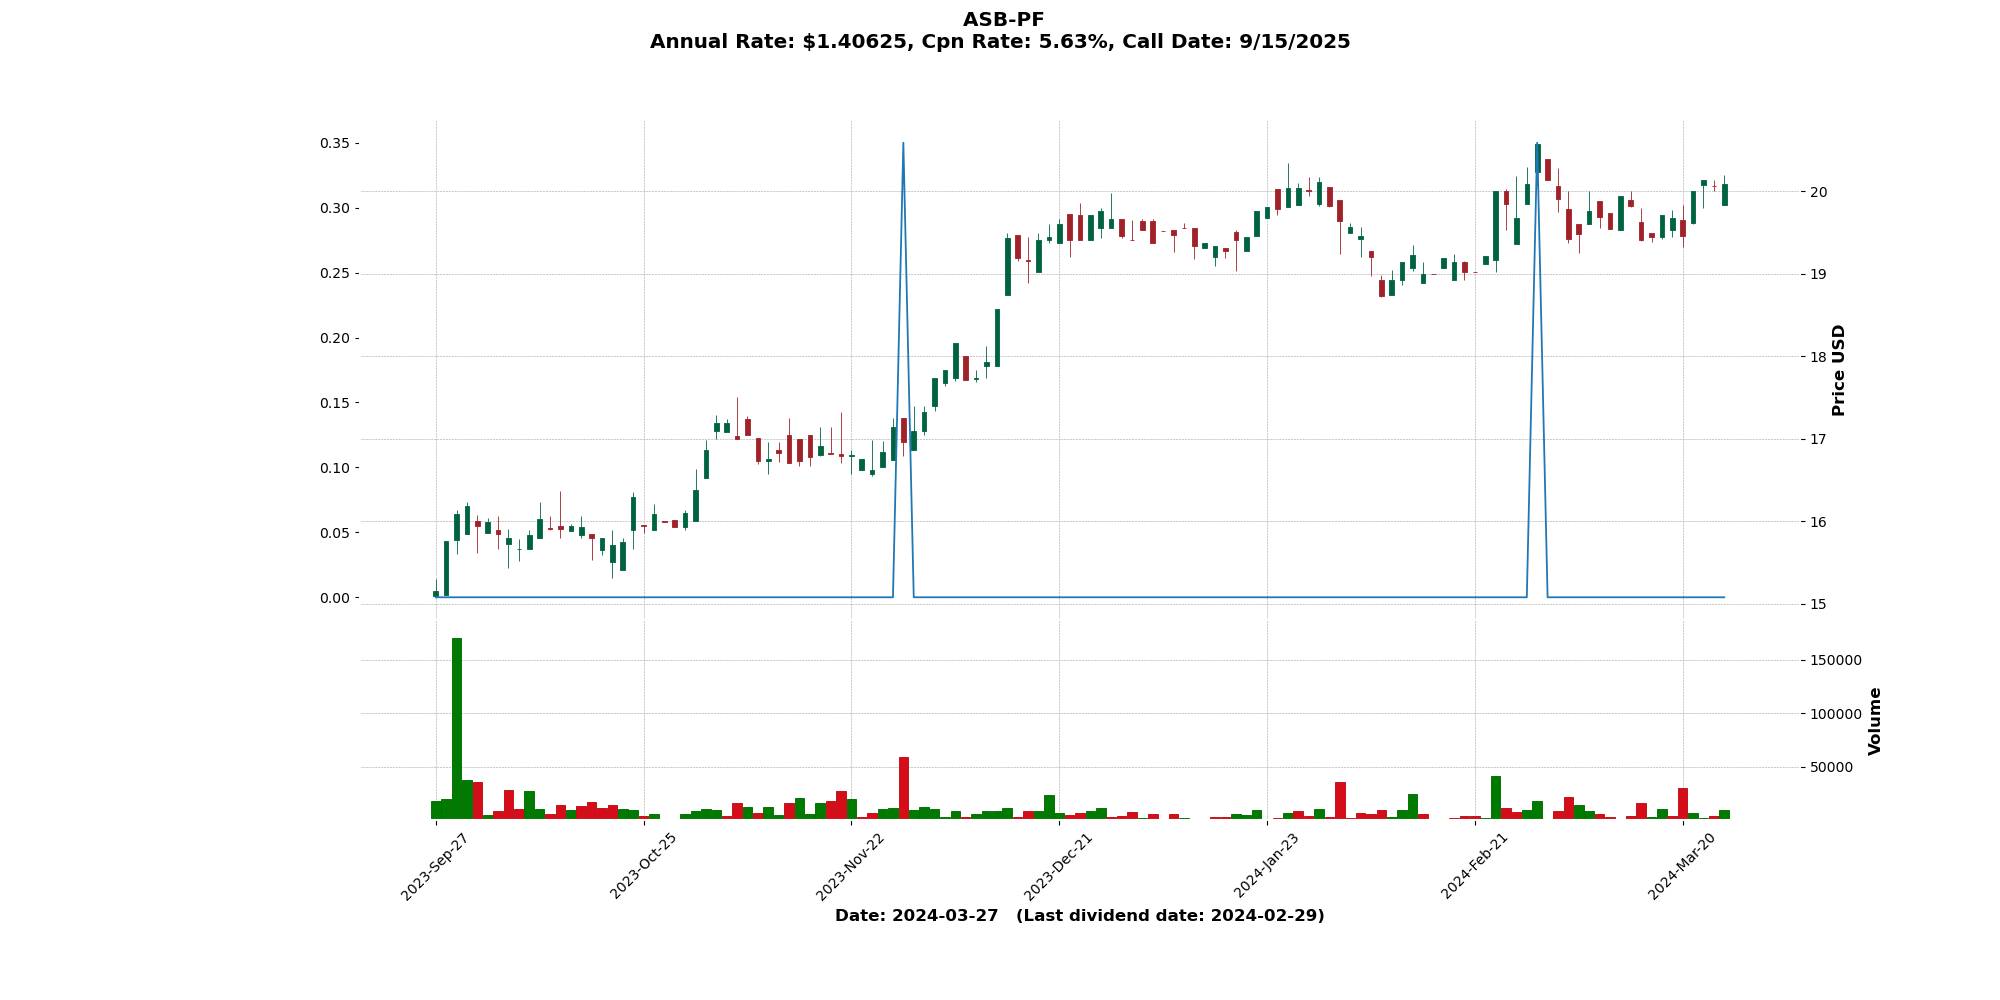 ASB-PF
Annual Rate: $1.40625, Cpn Rate: 5.63%, Call Date: 9/15/2025
0.35
0.30
0.25
0.20
0.15
0.10
0.05
0.00
20
19
18
17
16
15
Price USD
150000
100000
50000
Volume
2023-Sep-27
2023-Oct-25
2023-Nov-22
2023-Dec-21
2024-Jan-23
2024-Feb-21
2024-Mar-20
Date: 2024-03-27 (Last dividend date: 2024-02-29)